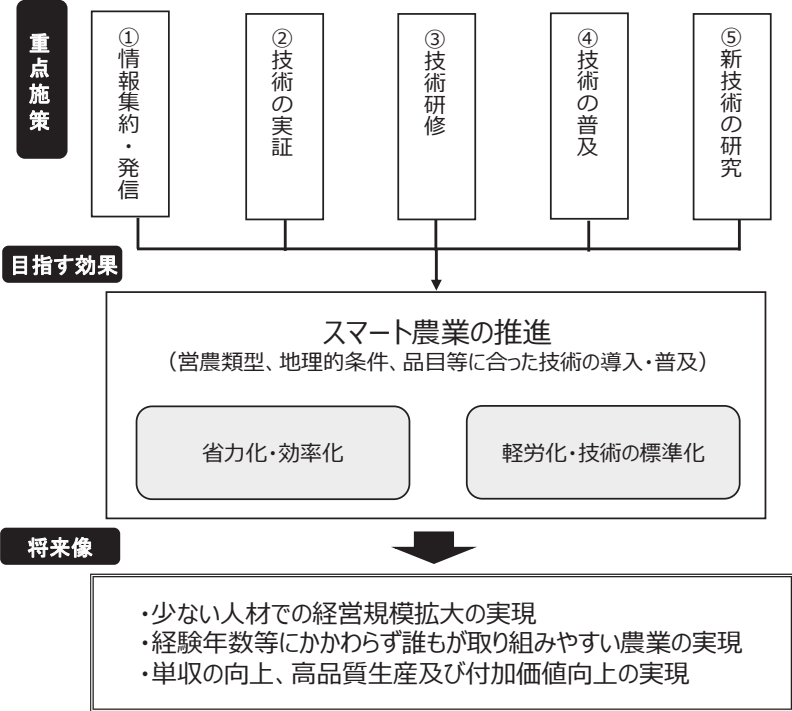 重点施策
①情報集約・発信
②技術の実証
③技術研修
④技術の普及
⑤新技術の研究
目指す効果
スマート農業の推進
（営農類型、地理的条件、品目等に合った技術の導入・普及）
省力化・効率化
軽労化・技術の標準化
将来像
・少ない人材での経営規模拡大の実現
・経験年数等にかかわらず誰もが取り組みやすい農業の実現
・単収の向上、高品質生産及び付加価値向上の実現